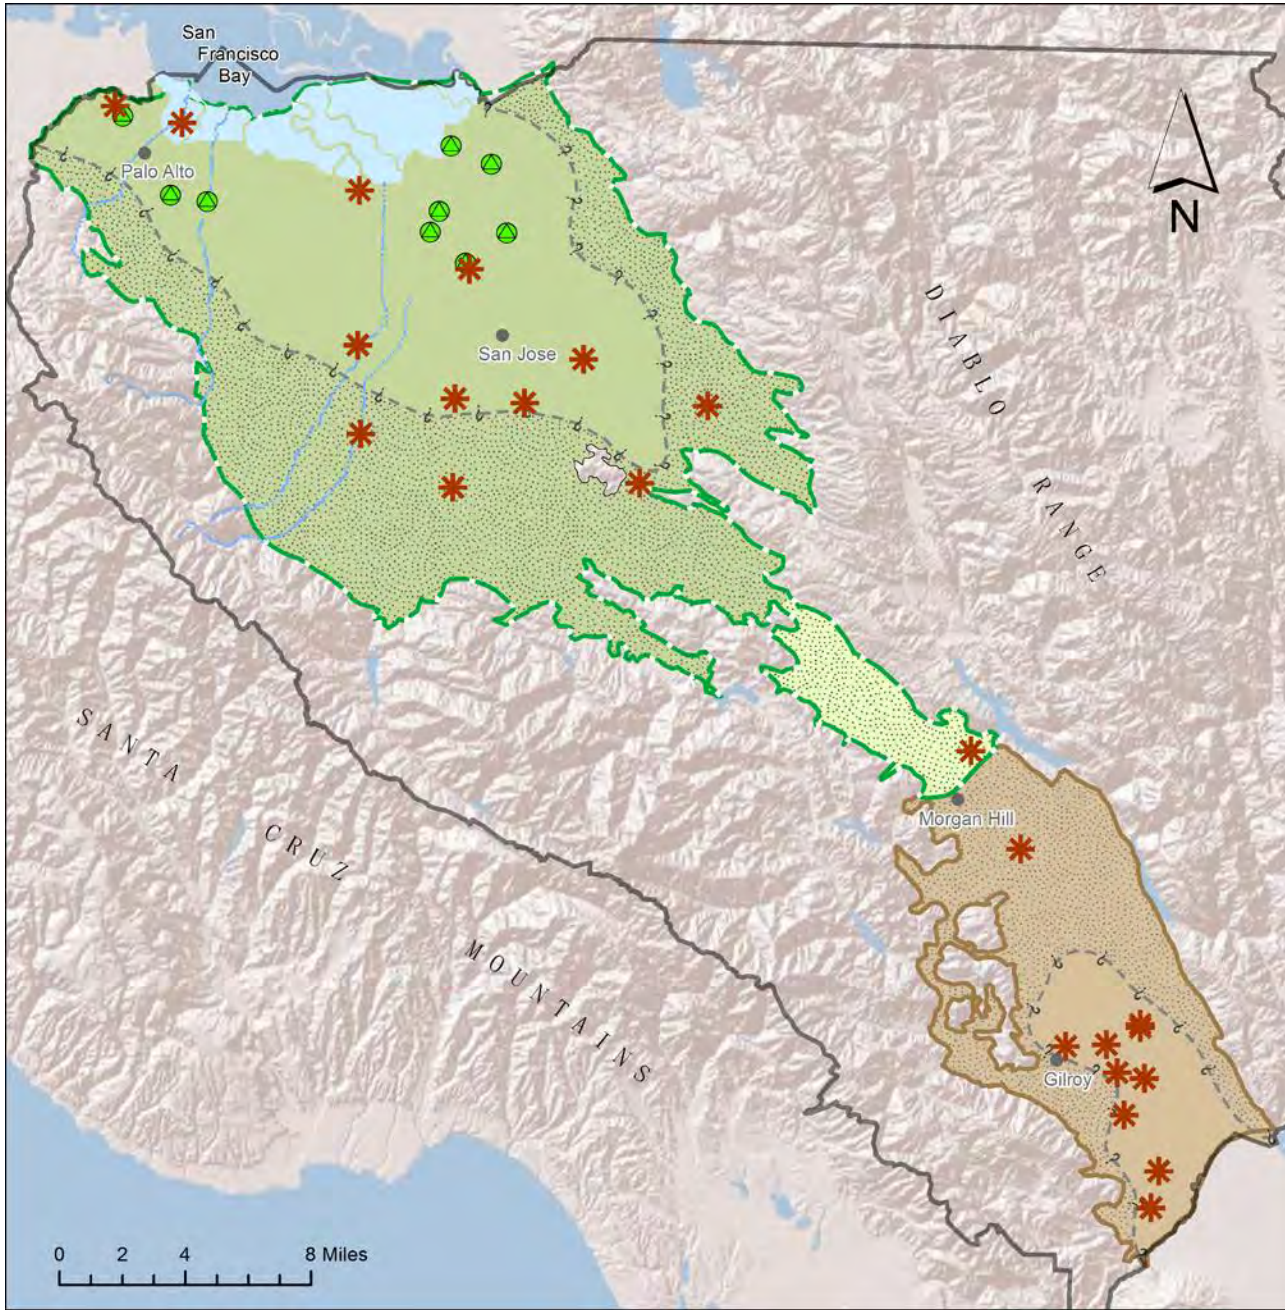 San
Francisco
Bay
Palo Alto
San Jose
DIABLO
RANGE
N
SANTA
CRUZ
MOUNTAINS
Morgan Hill
Gilroy
0 2 4 8 Miles